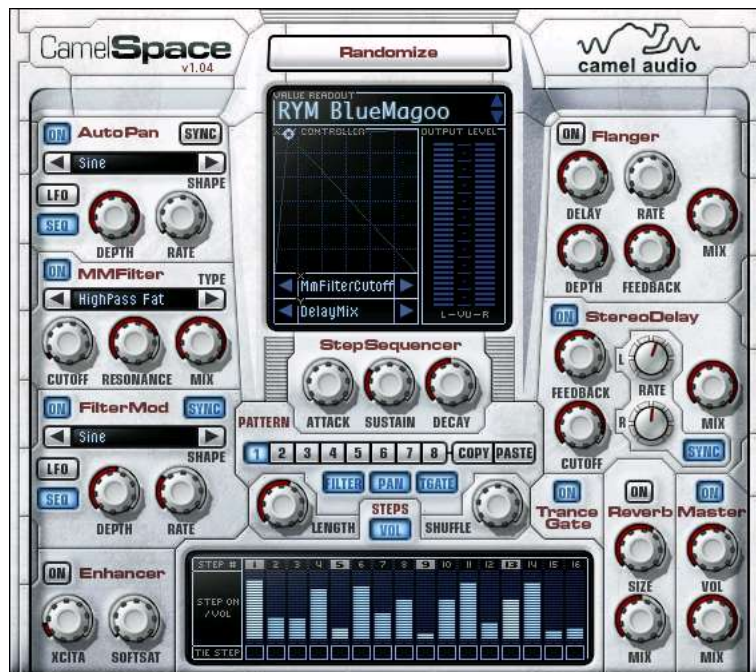 CamelSpace
v1.04
Randomize
camel audio
VALUE READOUT
RYM BlueMagoo
X CONTROLLER
OUTPUT LEVEL
X
MmFilterCutoff
Y
DelayMix
L-VU-R
ON AutoPan SYNC
Sine
SHAPE
LFO
SEQ
DEPTH RATE
ON MMFilter TYPE
HighPass Fat
CUTOFF RESONANCE MIX
ON FilterMod SYNC
Sine
SHAPE
LFO
SEQ
DEPTH RATE
ON Enhancer
XCITA SOFTSAT
StepSequencer
ATTACK SUSTAIN DECAY
PATTERN
1 2 3 4 5 6 7 8 COPY PASTE
FILTER PAN TGATE
STEPS
LENGTH VOL SHUFFLE
STEP # 1 2 3 4 5 6 7 8 9 10 11 12 13 14 15 16
STEP ON
/VOL
TIE STEP
ON Flanger
DELAY RATE
MIX
DEPTH FEEDBACK
ON StereoDelay
L
FEEDBACK RATE
MIX
R
CUTOFF SYNC
ON
Trance
Gate
ON
Reverb
SIZE
MIX
ON
Master
VOL
MIX